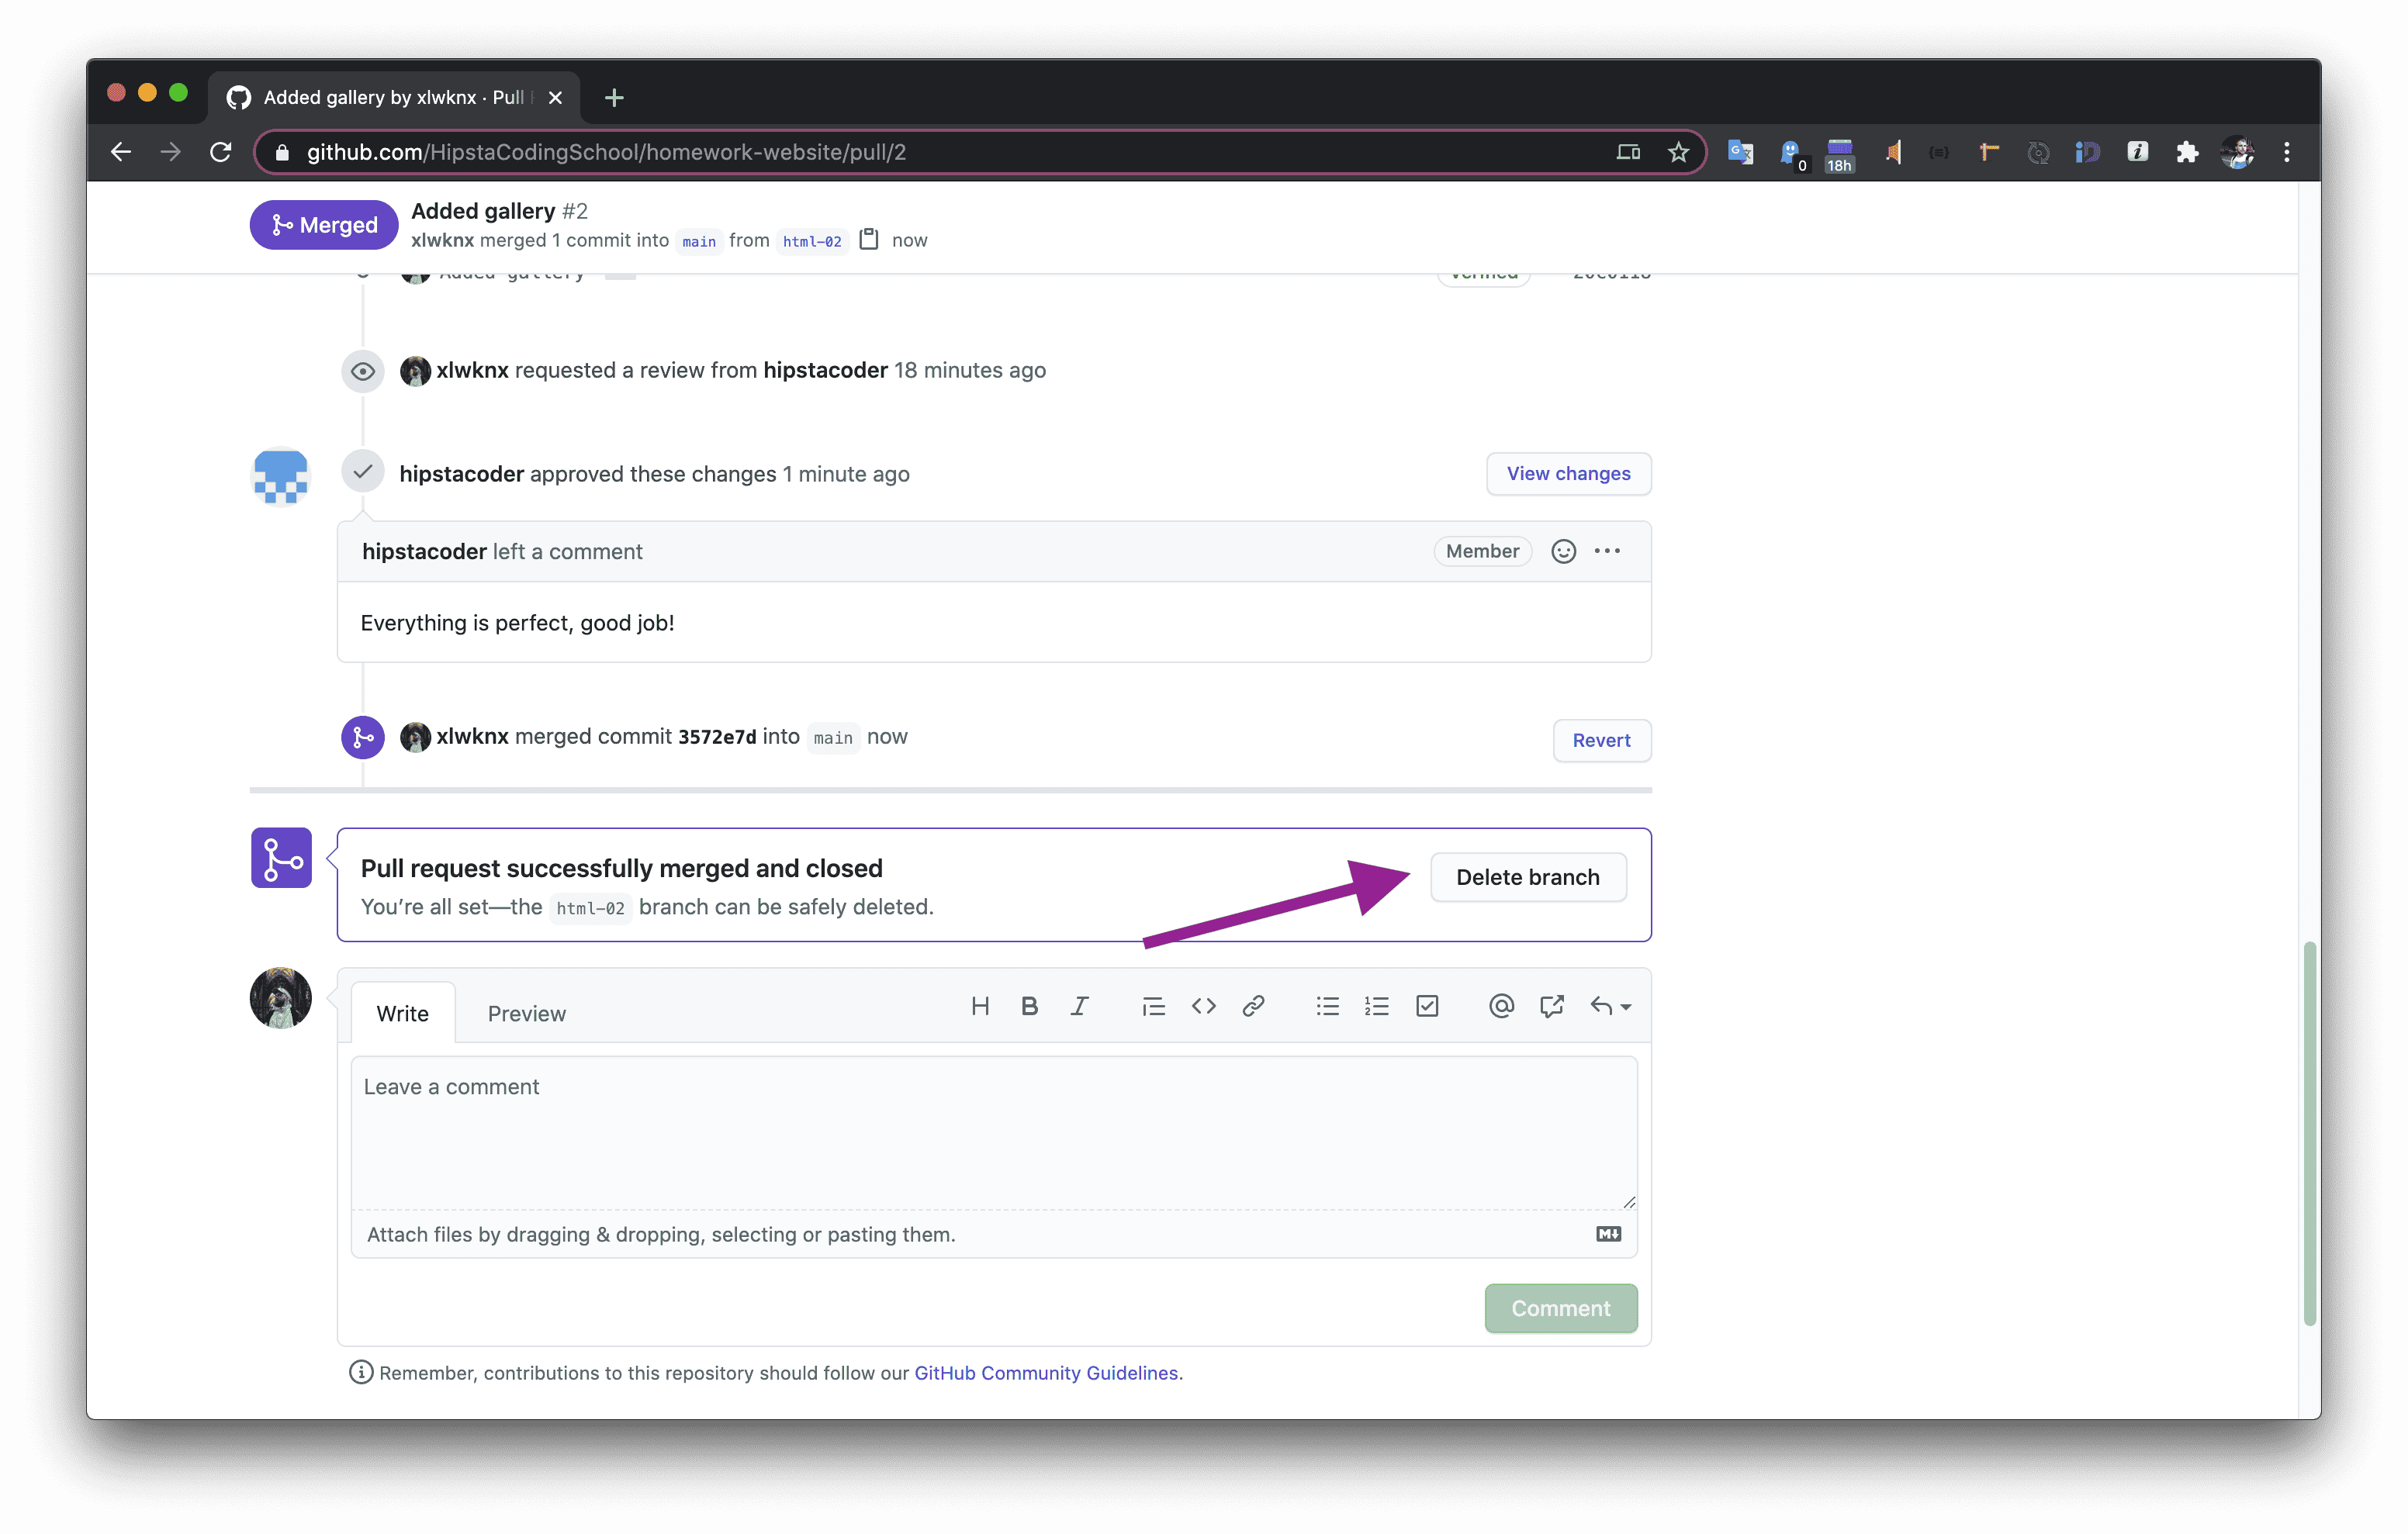 Added gallery by xlwknx · Pull
github.com/HipstaCodingSchool/homework-website/pull/2
0
18h
Merged
Added gallery #2
xlwknx merged 1 commit into main from html-02 now
Added gallery
Verified
xlwknx requested a review from hipstacoder 18 minutes ago
hipstacoder approved these changes 1 minute ago
View changes
hipstacoder left a comment
Member
Everything is perfect, good job!
xlwknx merged commit 3572e7d into main now
Revert
Pull request successfully merged and closed
You’re all set—the html-02 branch can be safely deleted.
Delete branch
Write
Preview
Leave a comment
Attach files by dragging & dropping, selecting or pasting them.
Comment
Remember, contributions to this repository should follow our GitHub Community Guidelines.